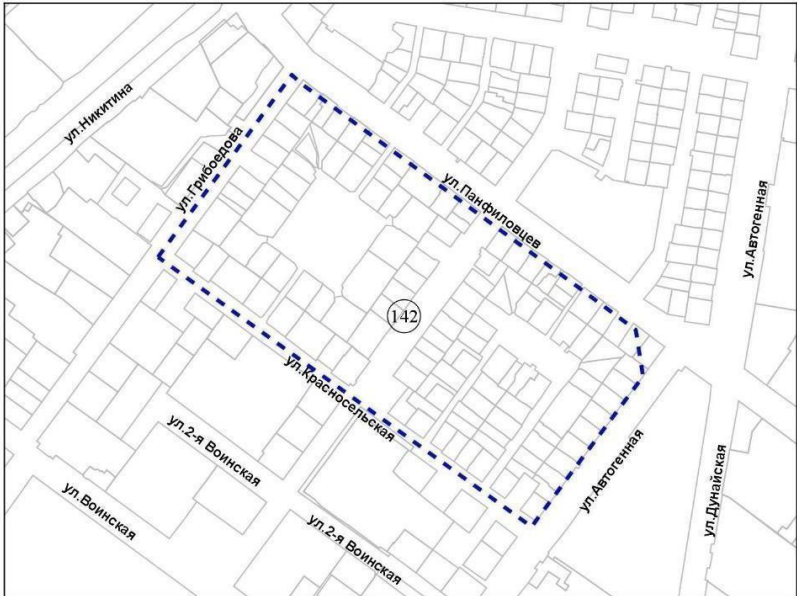 ул.Никитина
ул.Грибоедова
ул.Панфиловцев
ул.Автогенная
142
ул.Красносельская
ул.2-я Воинская
ул.Воинская
ул.2-я Воинская
ул.Автогенная
ул.Дунайская